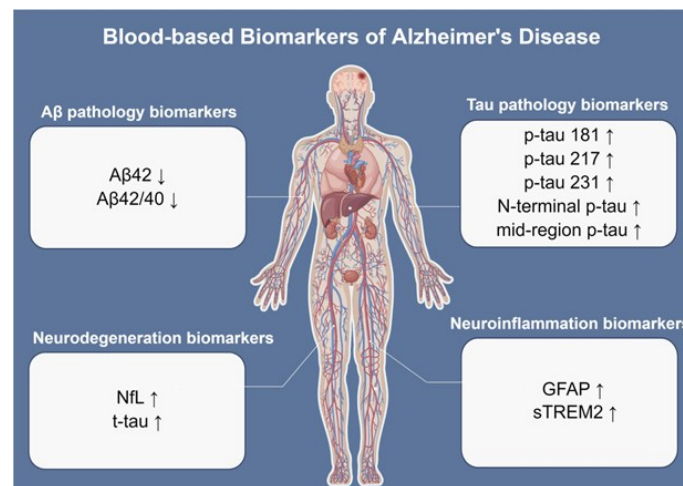 Blood-based Biomarkers of Alzheimer's Disease
Aβ pathology biomarkers
Aβ42 ↓
Aβ42/40 ↓
Tau pathology biomarkers
p-tau 181 ↑
p-tau 217 ↑
p-tau 231 ↑
N-terminal p-tau ↑
mid-region p-tau ↑
Neurodegeneration biomarkers
NfL ↑
t-tau ↑
Neuroinflammation biomarkers
GFAP ↑
sTREM2 ↑